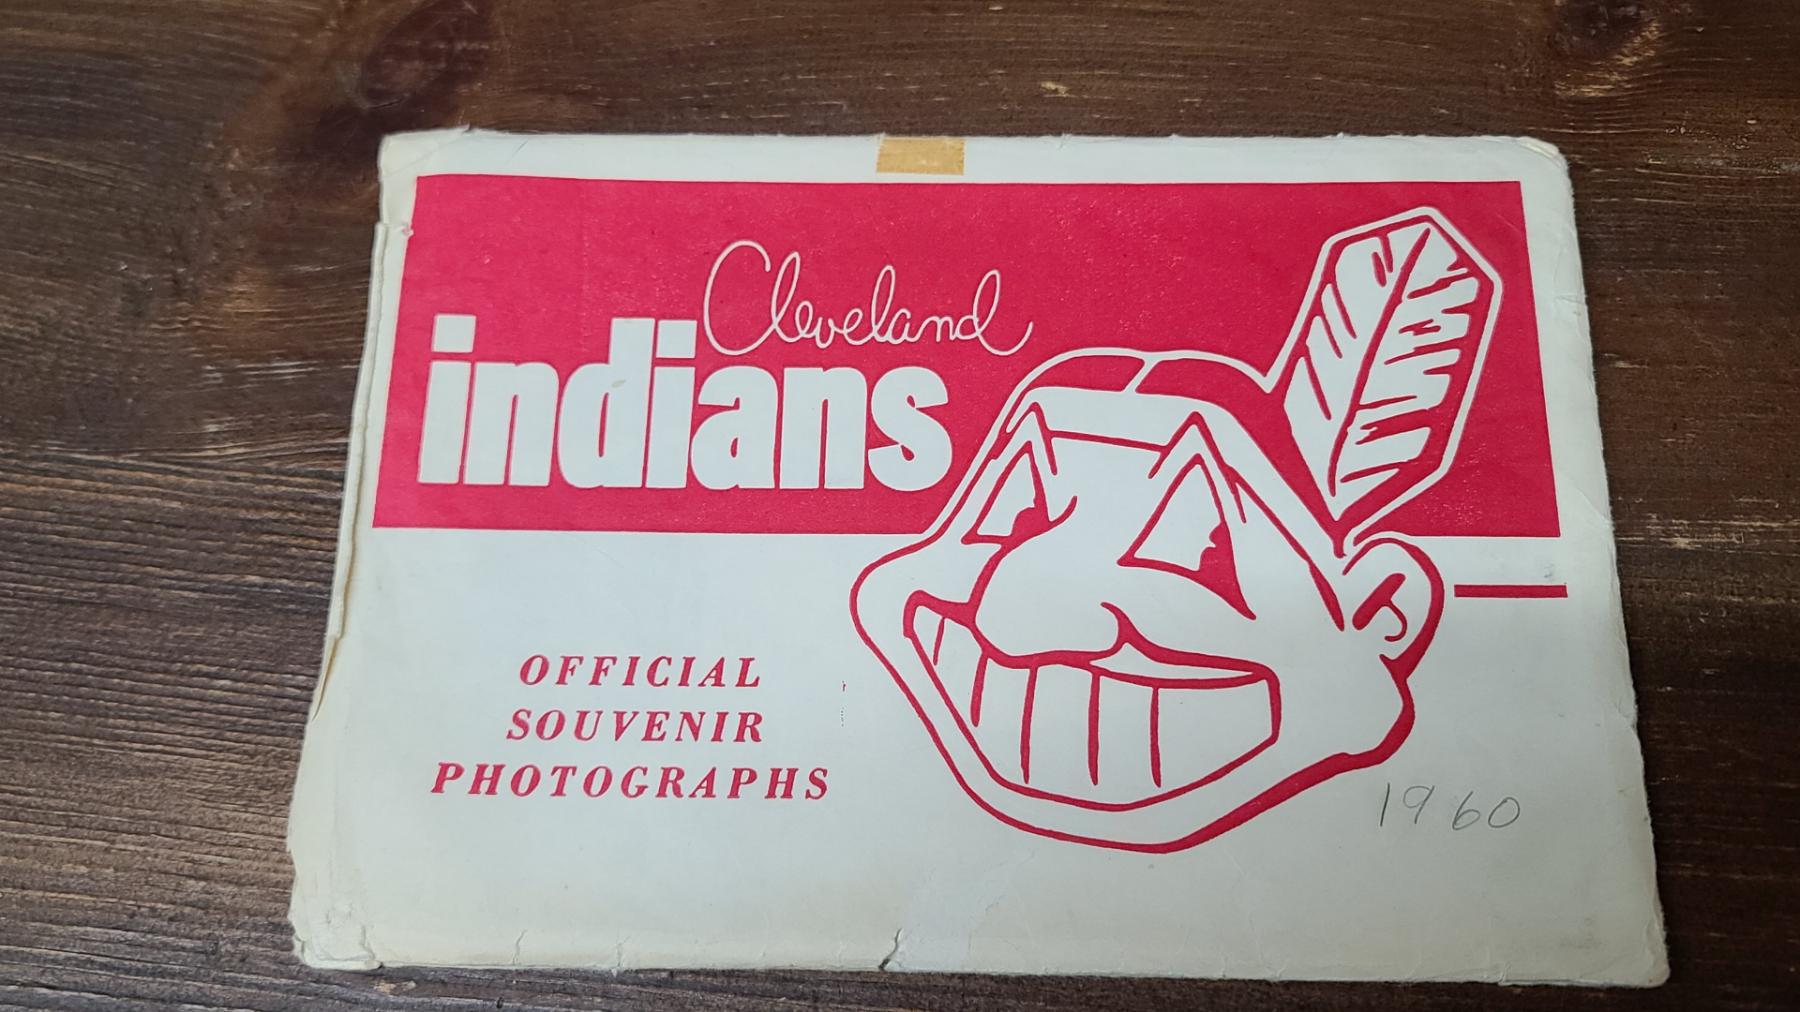 Cleveland
indians
OFFICIAL
SOUVENIR
PHOTOGRAPHS
1960